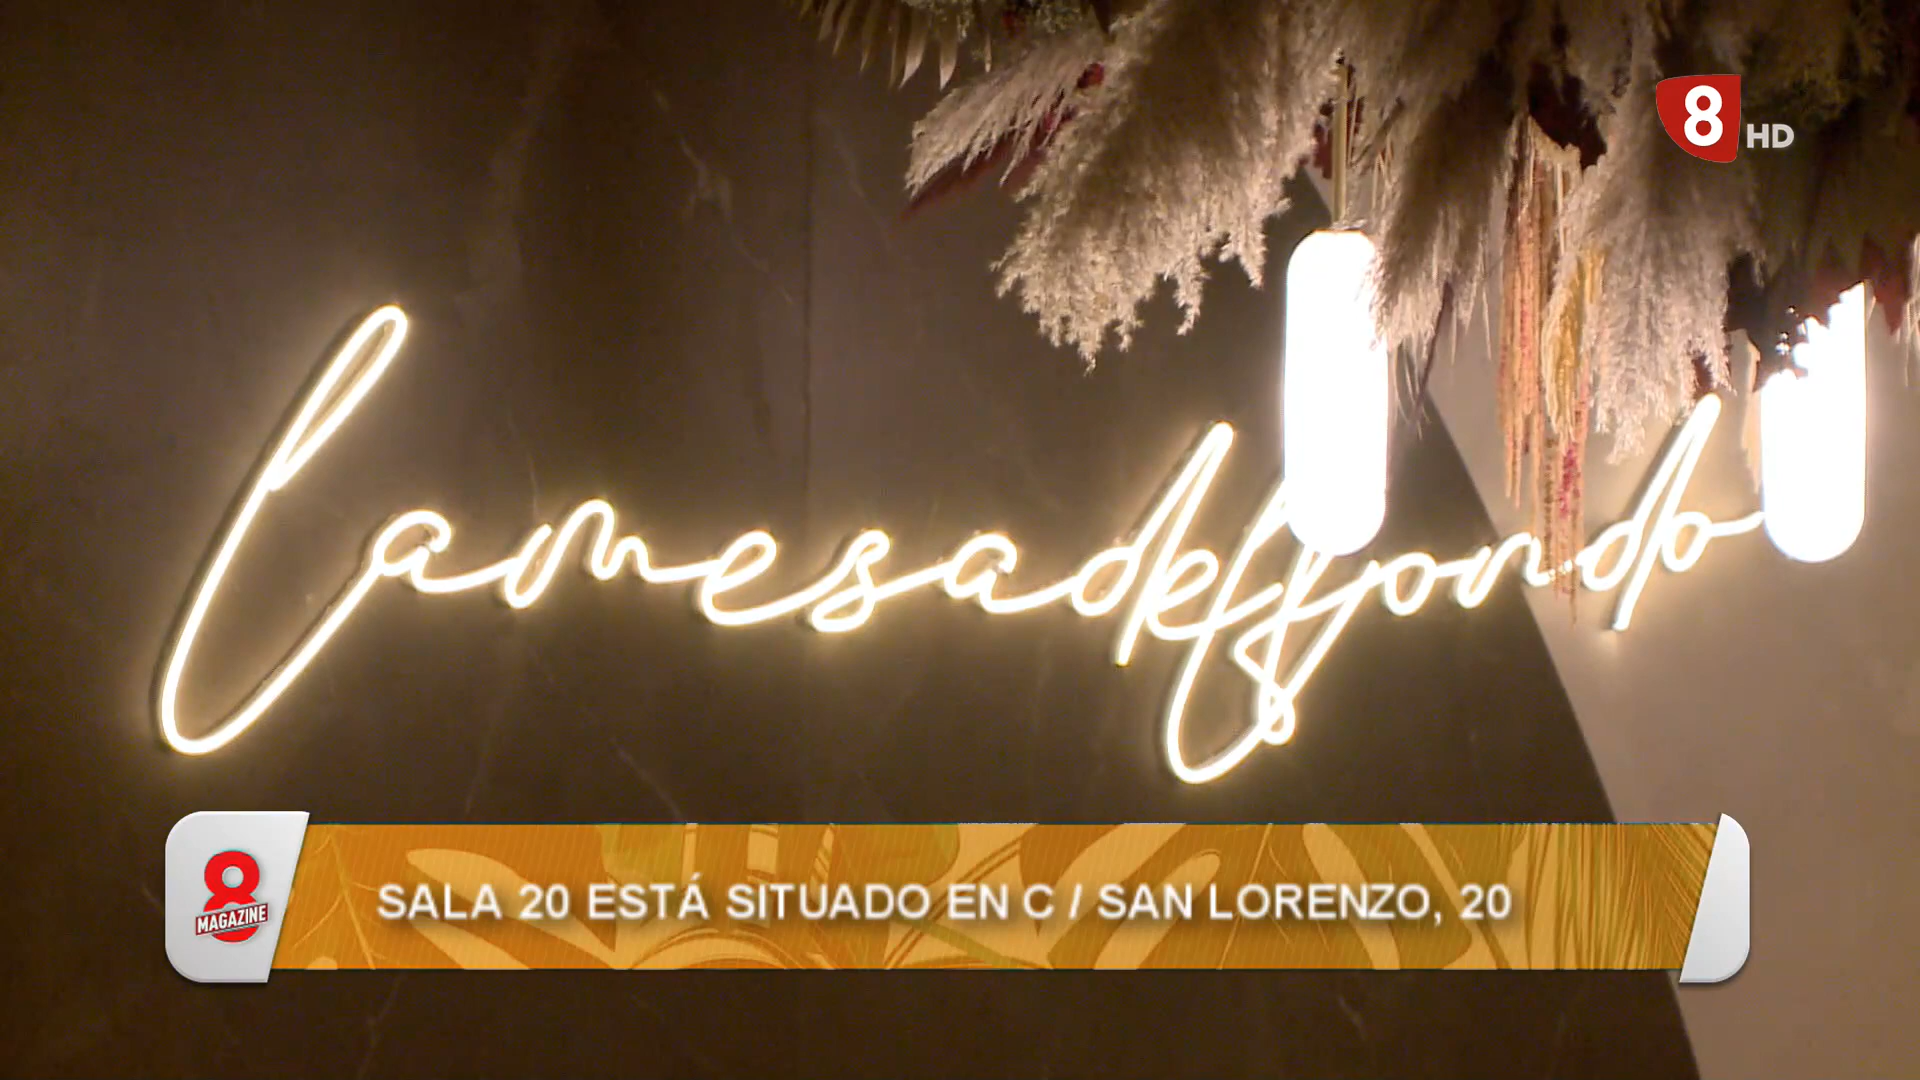 8 HD
lamesadelfondo
8
MAGAZINE
SALA 20 ESTÁ SITUADO EN C / SAN LORENZO, 20